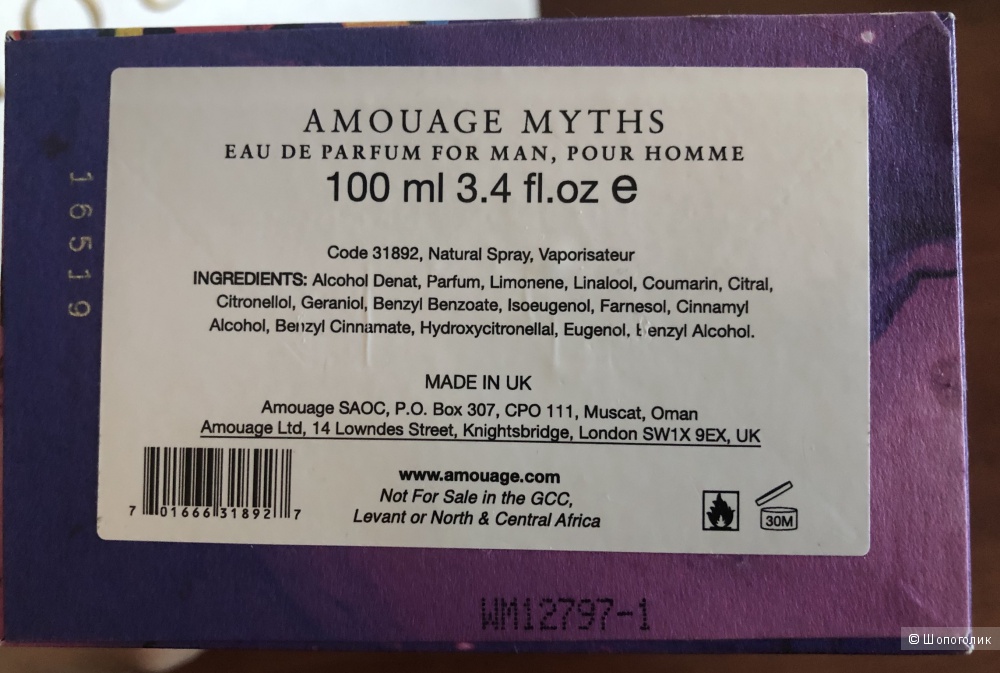 AMOUAGE MYTHS
EAU DE PARFUM FOR MAN, POUR HOMME
100 ml 3.4 fl.oz e
Code 31892, Natural Spray, Vaporisateur
INGREDIENTS: Alcohol Denat, Parfum, Limonene, Linalool, Coumarin, Citral,
Citronellol, Geraniol, Benzyl Benzoate, Isoeugenol, Farnesol, Cinnamyl
Alcohol, Benzyl Cinnamate, Hydroxycitronellal, Eugenol, Benzyl Alcohol.
MADE IN UK
Amouage SAOC, P.O. Box 307, CPO 111, Muscat, Oman
Amouage Ltd, 14 Lowndes Street, Knightsbridge, London SW1X 9EX, UK
www.amouage.com
Not For Sale in the GCC,
Levant or North & Central Africa
7 01666 31892 7
30M
16519
WM12797-1
© Шопоголик